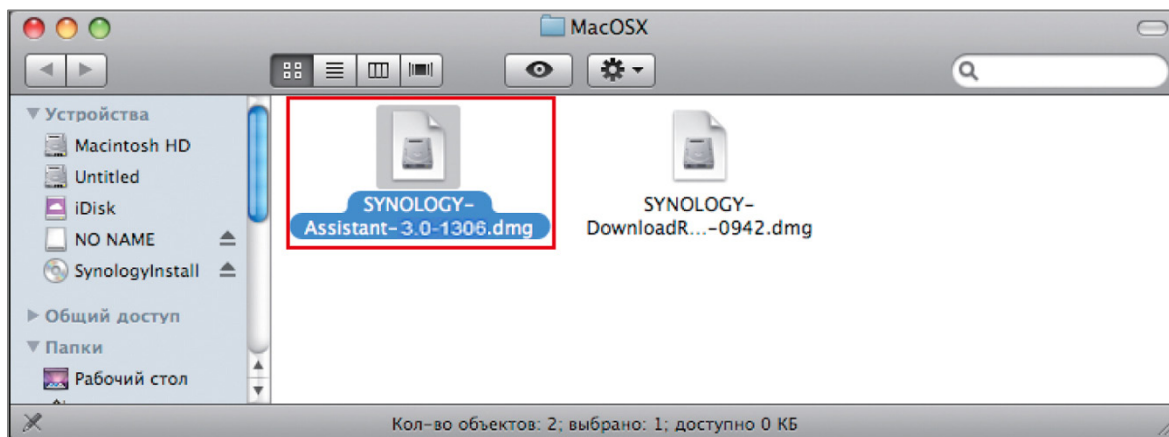 MacOSX
Устройства
Macintosh HD
Untitled
iDisk
NO NAME
SynologyInstall
Общий доступ
Папки
Рабочий стол
SYNOLOGY-
Assistant-3.0-1306.dmg
SYNOLOGY-
DownloadR...-0942.dmg
Кол-во объектов: 2; выбрано: 1; доступно 0 КБ